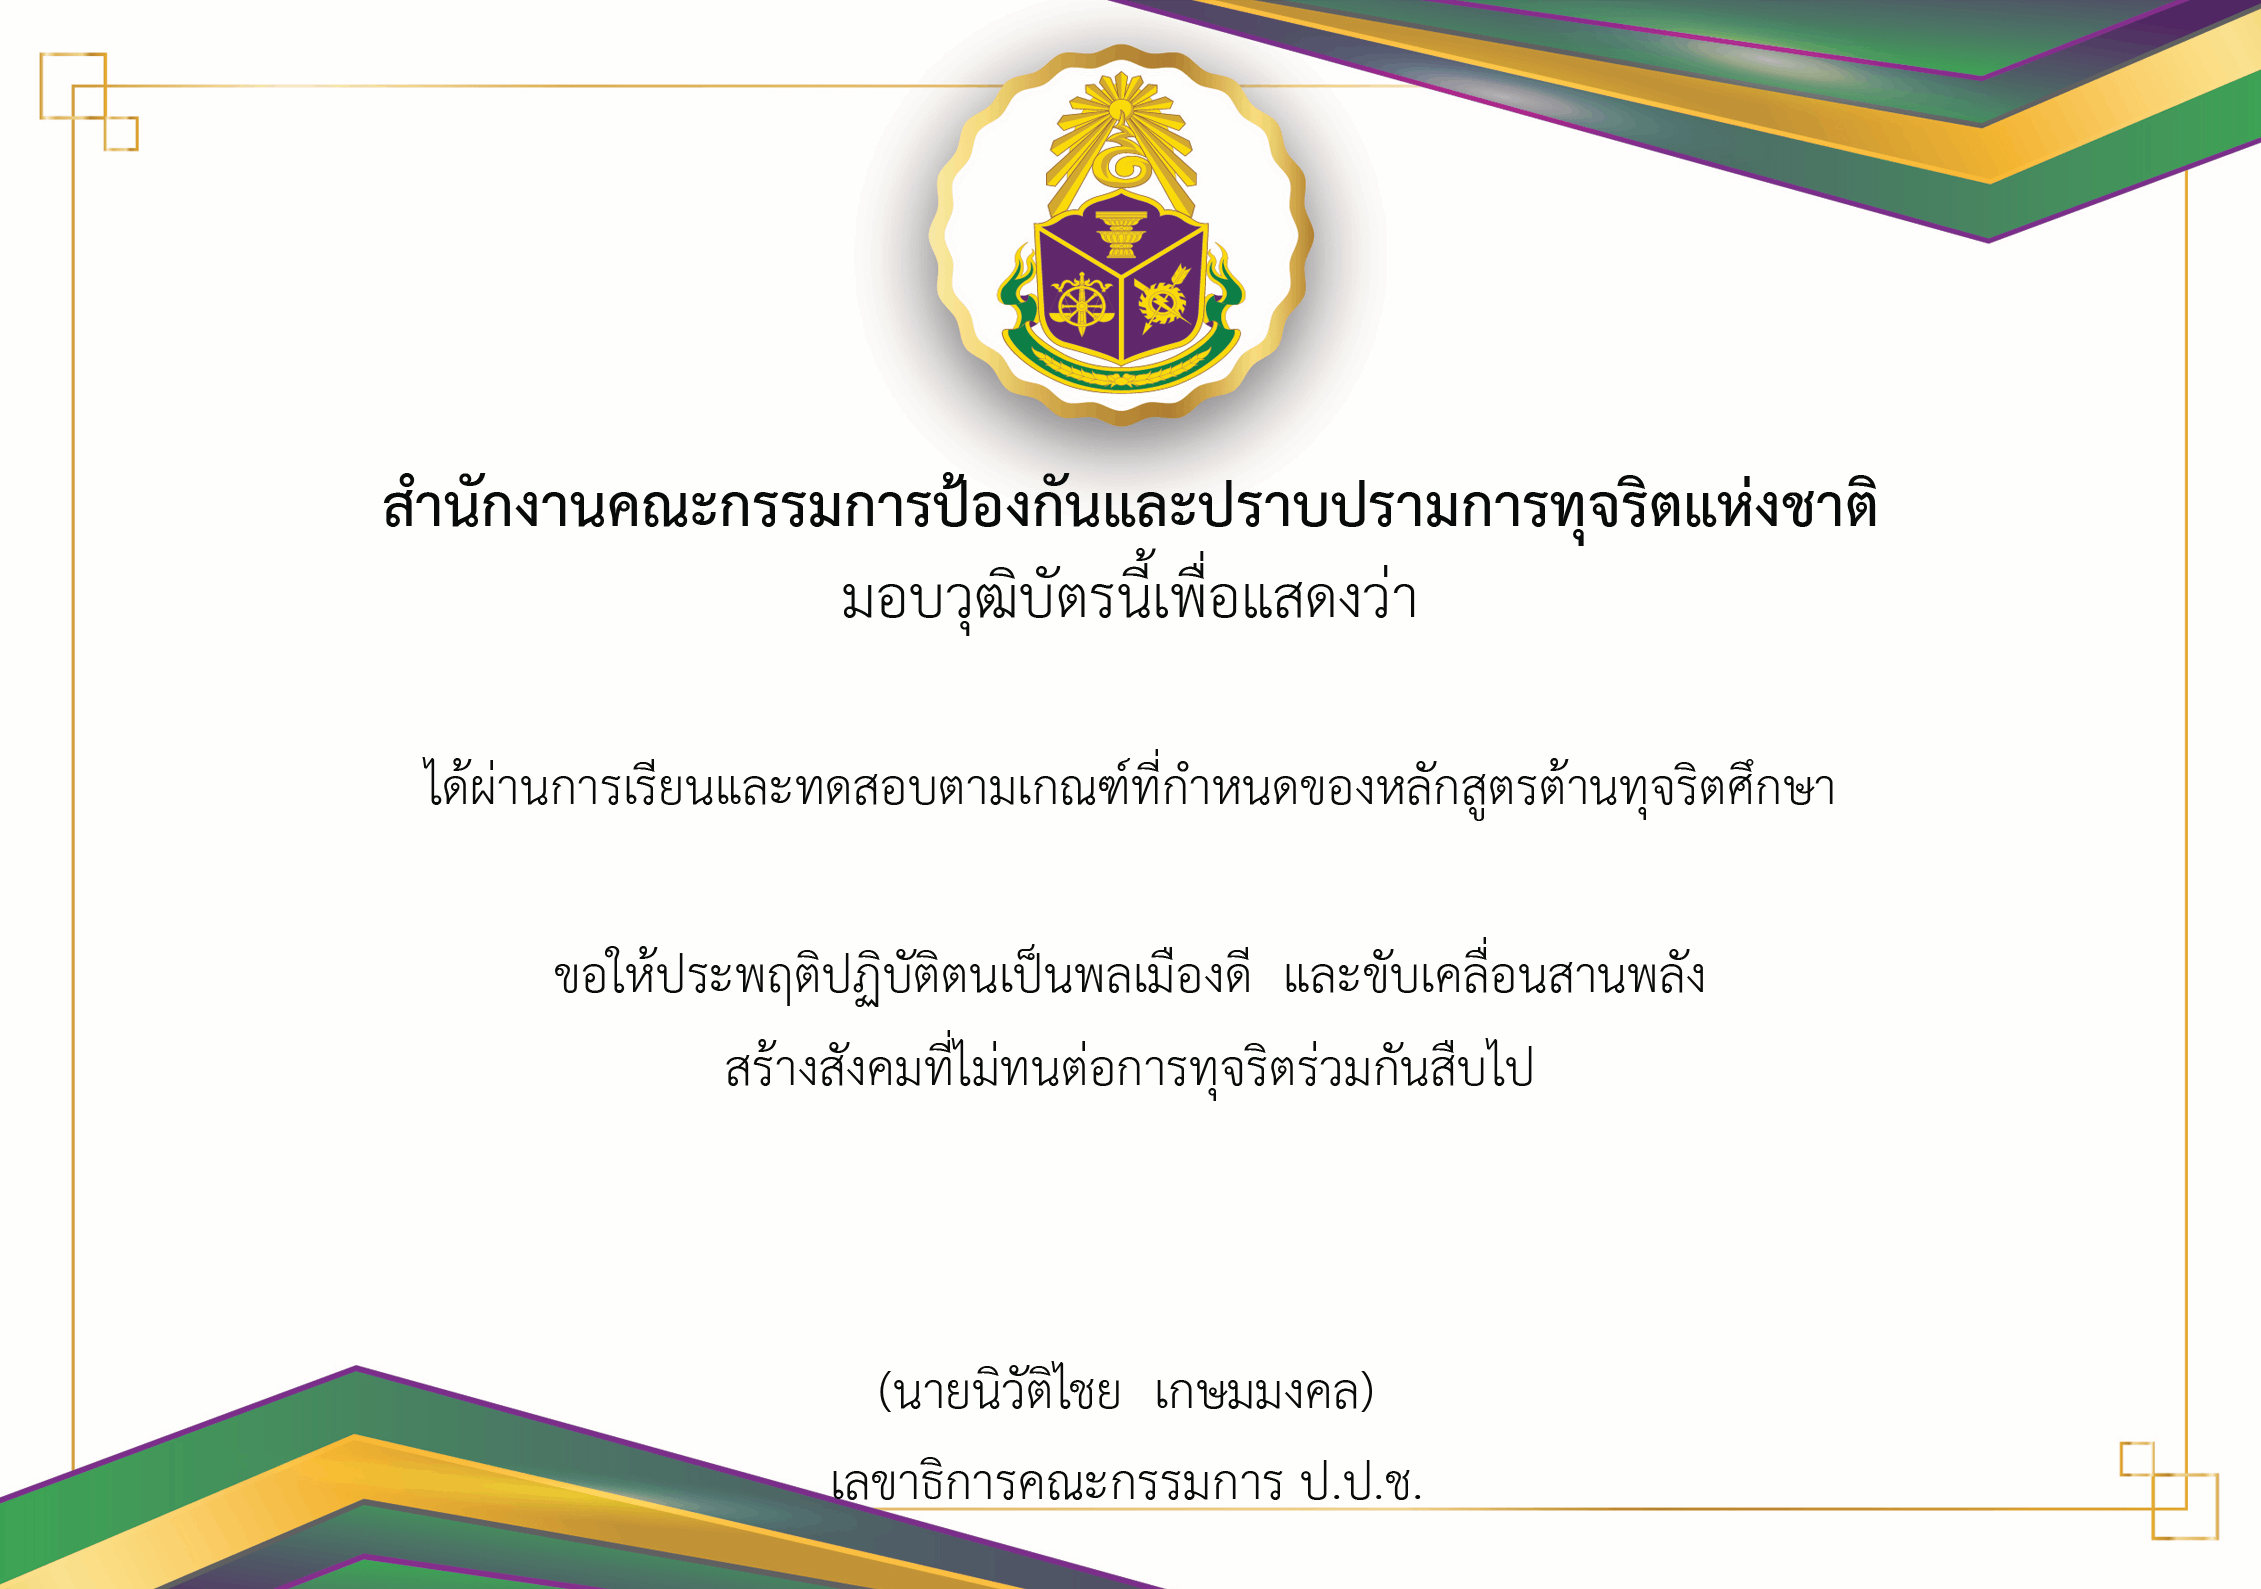 สำนักงานคณะกรรมการป้องกันและปราบปรามการทุจริตแห่งชาติ
มอบวุฒิบัตรนี้เพื่อแสดงว่า
ได้ผ่านการเรียนและทดสอบตามเกณฑ์ที่กำหนดของหลักสูตรต้านทุจริตศึกษา
ขอให้ประพฤติปฏิบัติตนเป็นพลเมืองดี และขับเคลื่อนสานพลัง
สร้างสังคมที่ไม่ทนต่อการทุจริตร่วมกันสืบไป
(นายนิวัติไชย เกษมมงคล)
เลขาธิการคณะกรรมการ ป.ป.ช.